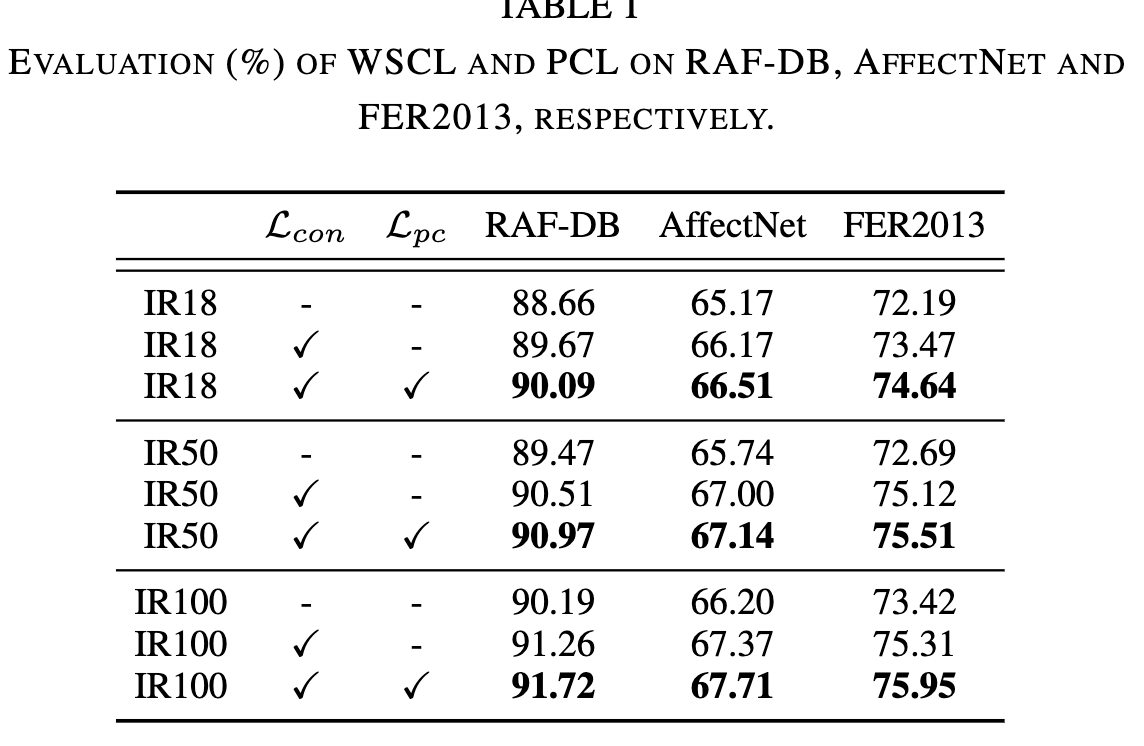 TABLE I
EVALUATION (%) OF WSCL AND PCL ON RAF-DB, AFFECTNET AND
FER2013, RESPECTIVELY.
ℒcon ℒpc RAF-DB AffectNet FER2013
IR18 - - 88.66 65.17 72.19
IR18 ✓ - 89.67 66.17 73.47
IR18 ✓ ✓ 90.09 66.51 74.64
IR50 - - 89.47 65.74 72.69
IR50 ✓ - 90.51 67.00 75.12
IR50 ✓ ✓ 90.97 67.14 75.51
IR100 - - 90.19 66.20 73.42
IR100 ✓ - 91.26 67.37 75.31
IR100 ✓ ✓ 91.72 67.71 75.95